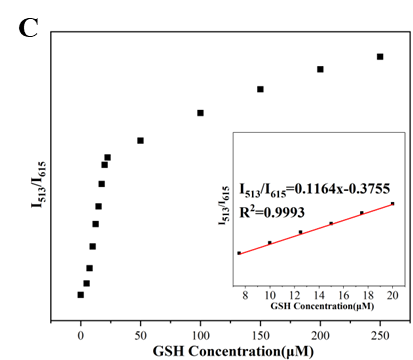 C
I513/I615
I513/I615
I513/I615=0.1164x-0.3755
R2=0.9993
8 10 12 14 16 18 20
GSH Concentration(μM)
0 50 100 150 200 250
GSH Concentration(μM)